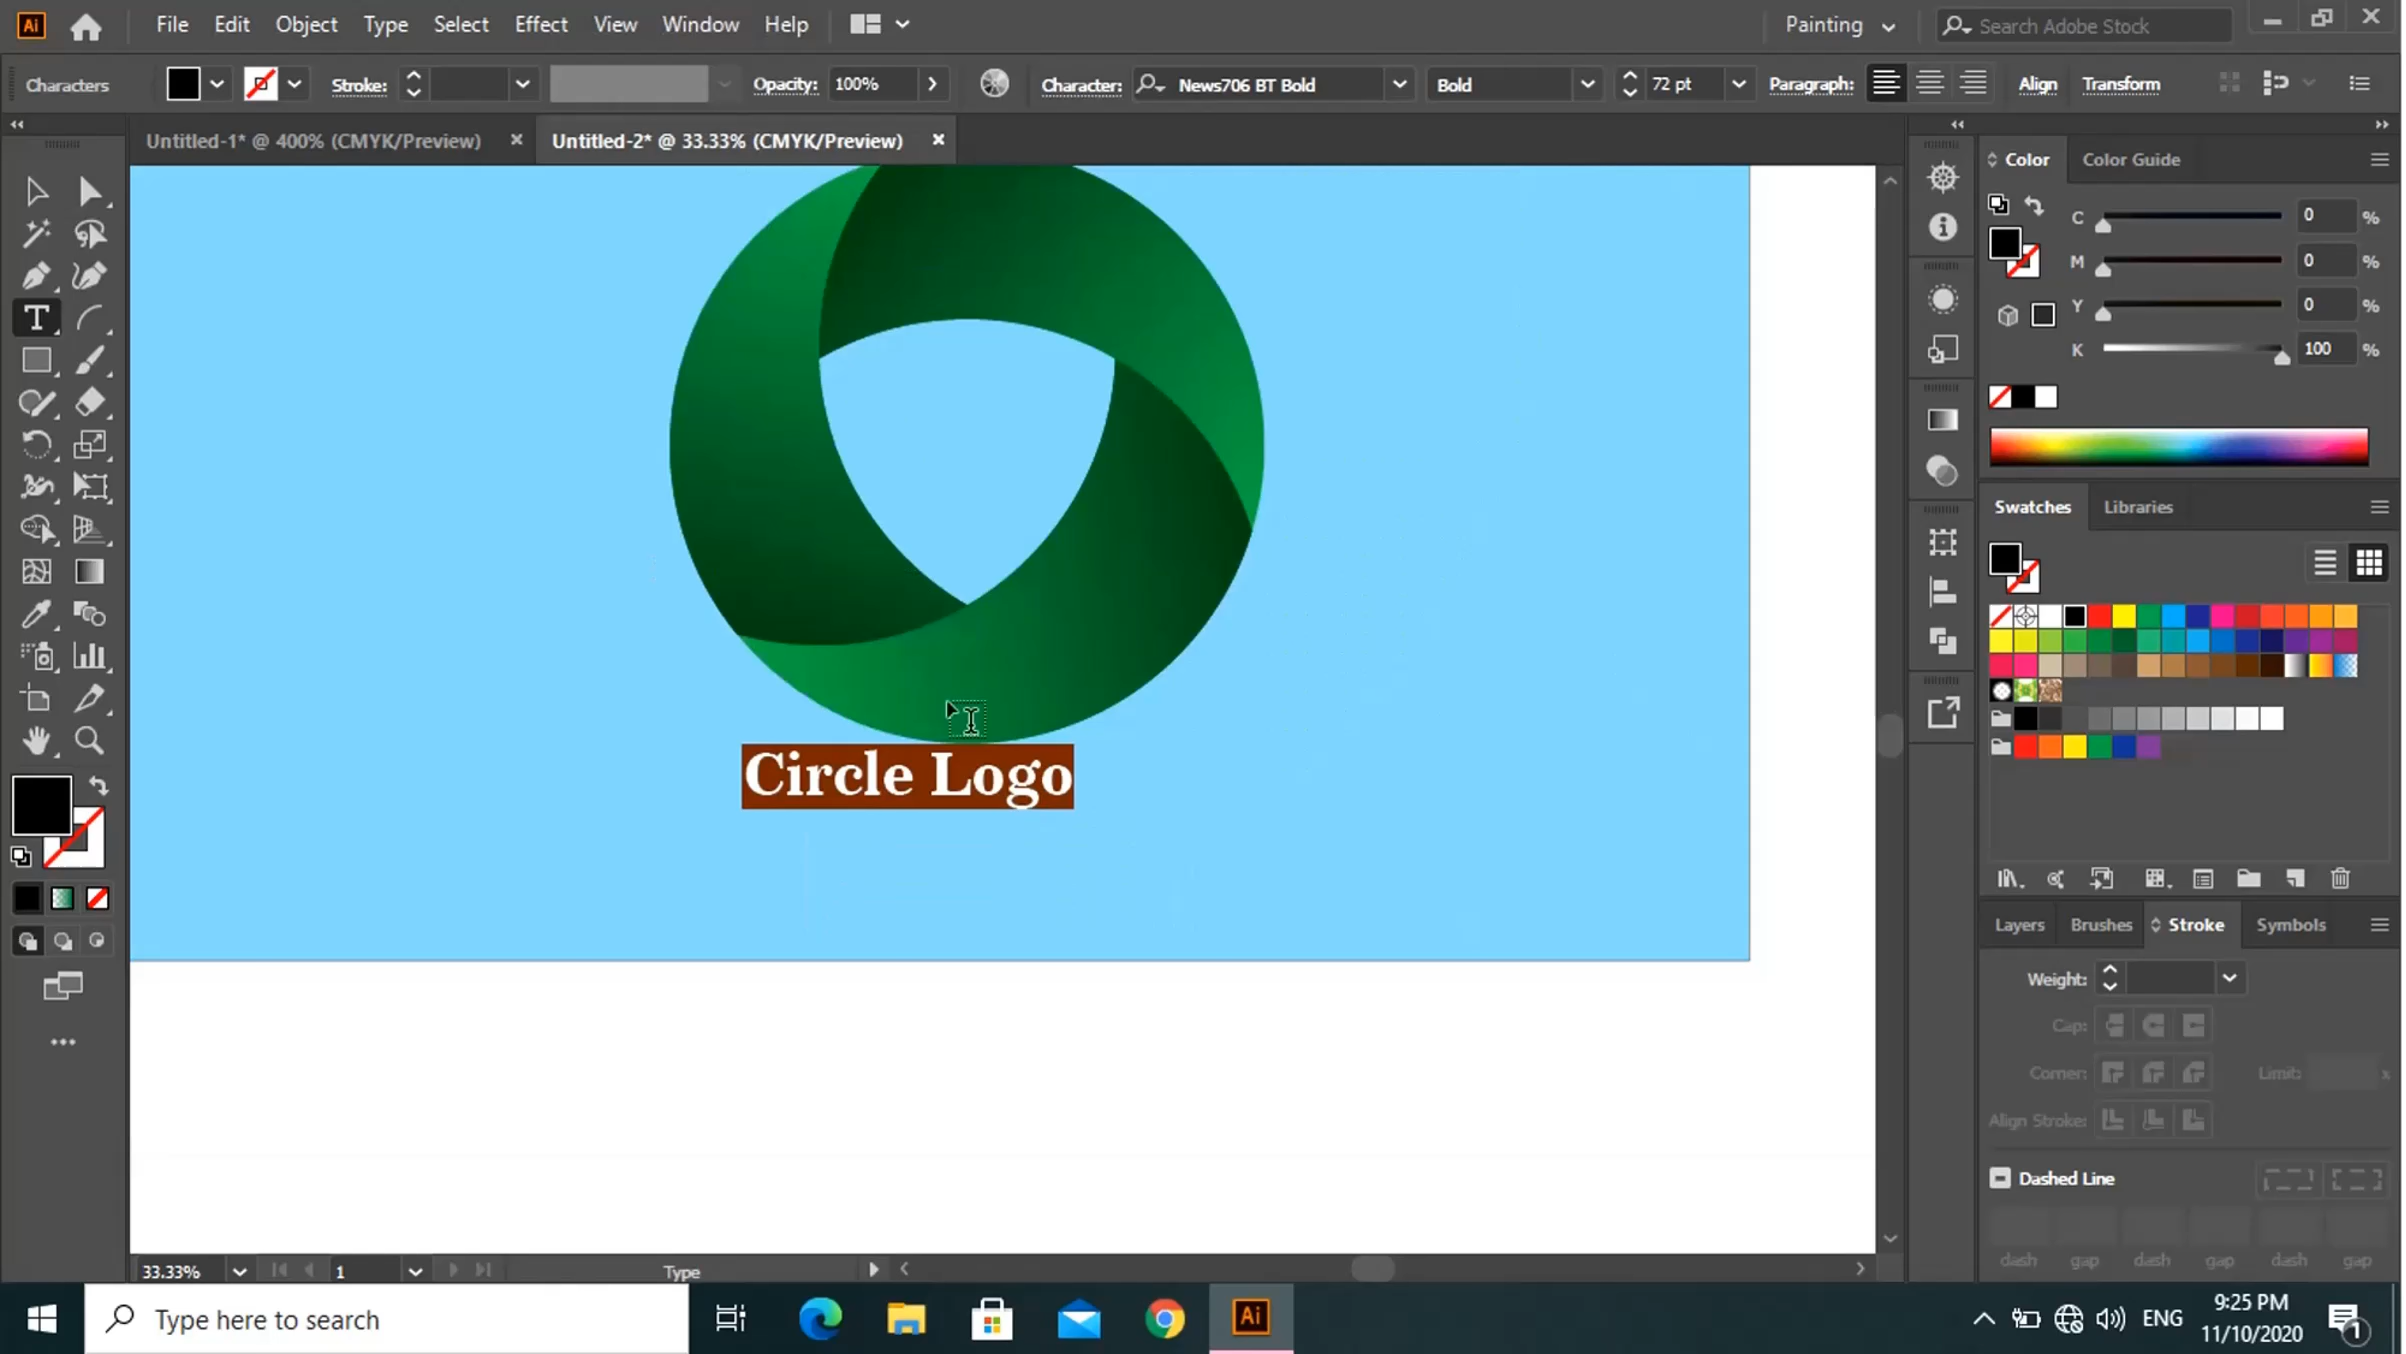 Ai File Edit Object Type Select Effect View Window Help Painting Search Adobe Stock
Characters Stroke: Opacity: 100% Character: News706 BT Bold Bold 72 pt Paragraph: Align Transform
Untitled-1* @ 400% (CMYK/Preview) Untitled-2* @ 33.33% (CMYK/Preview)
Color Color Guide
C 0 %
M 0 %
Y 0 %
K 100 %
Swatches Libraries
Circle Logo
Layers Brushes Stroke Symbols
Weight:
Cap:
Corner: Limit: x
Align Stroke:
Dashed Line
dash gap dash gap dash gap
33.33% 1 Type
Type here to search
Ai
ENG
9:25 PM
11/10/2020
1